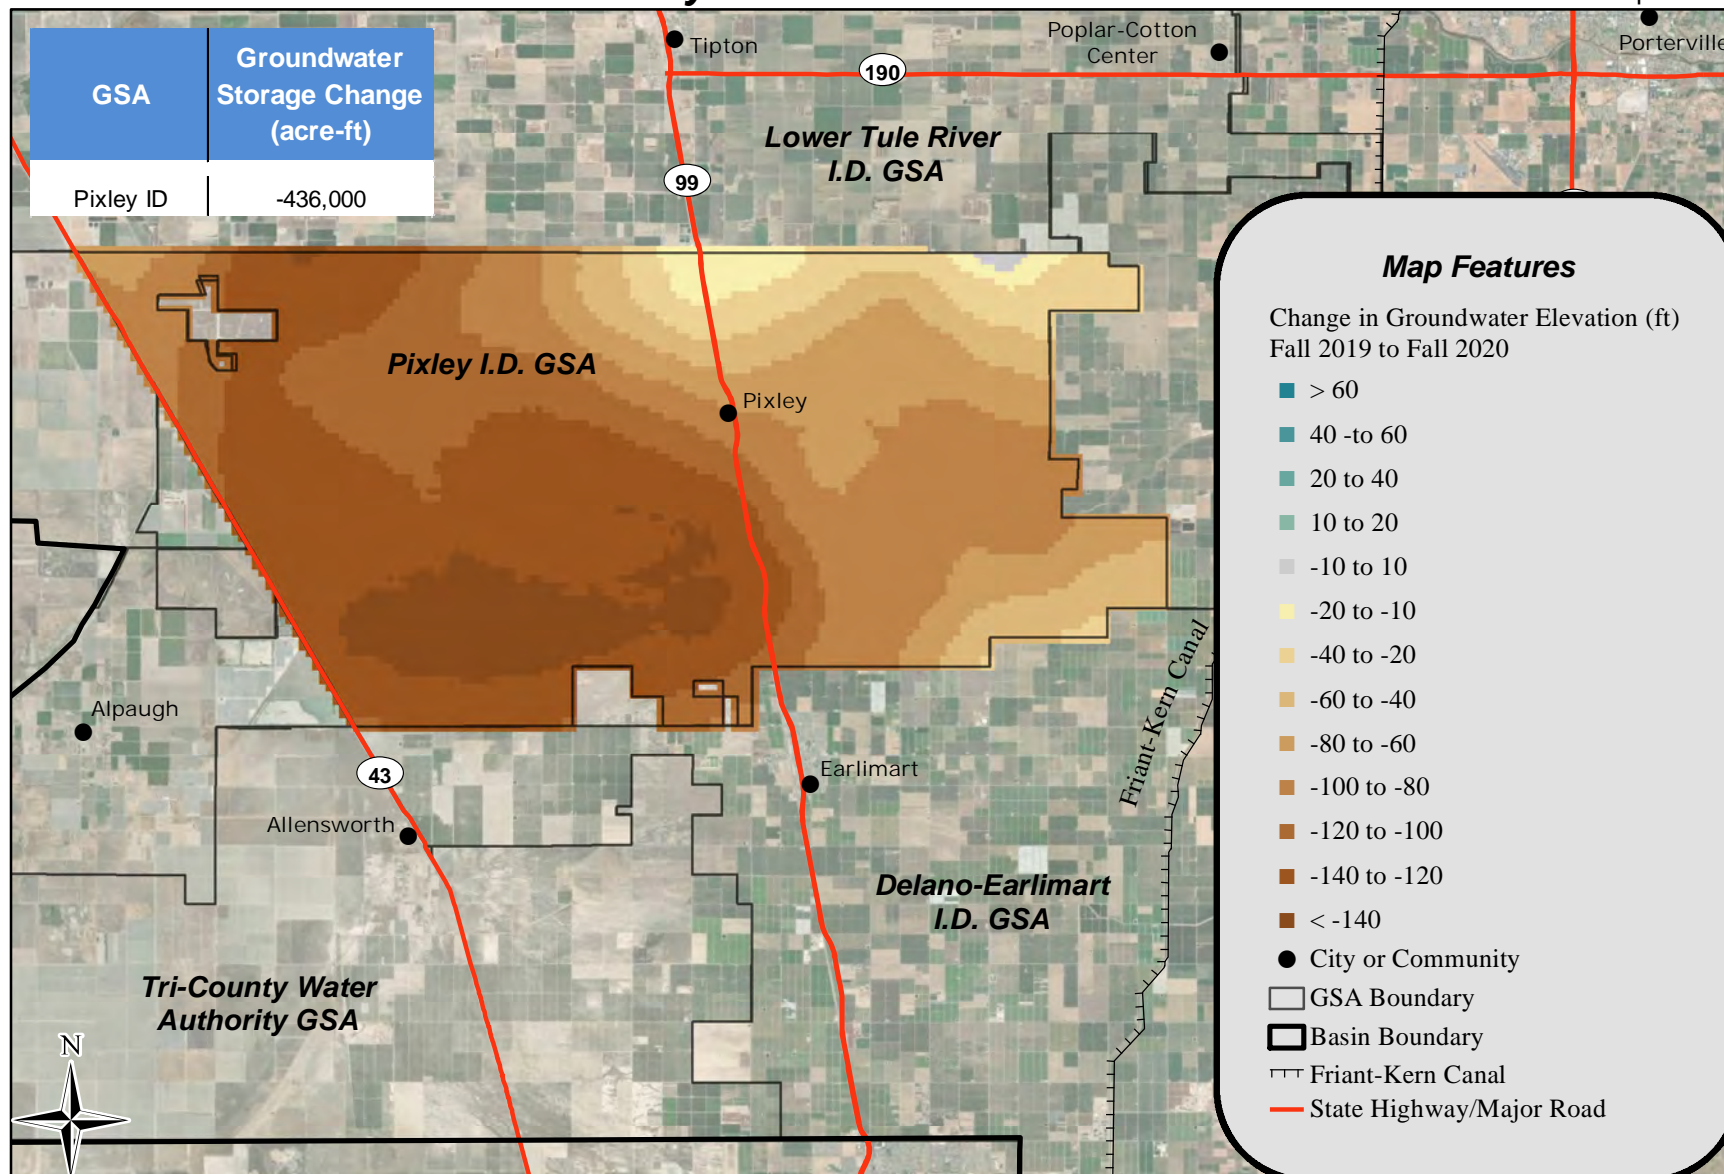 GSA
Groundwater
Storage Change
(acre-ft)
Pixley ID
-436,000
Tipton
Poplar-Cotton
Center
Porterville
190
Lower Tule River
I.D. GSA
99
Pixley I.D. GSA
Pixley
Alpaugh
43
Allensworth
Earlimart
Friant-Kern Canal
Delano-Earlimart
I.D. GSA
Tri-County Water
Authority GSA
N
Map Features
Change in Groundwater Elevation (ft)
Fall 2019 to Fall 2020
> 60
40 -to 60
20 to 40
10 to 20
-10 to 10
-20 to -10
-40 to -20
-60 to -40
-80 to -60
-100 to -80
-120 to -100
-140 to -120
< -140
City or Community
GSA Boundary
Basin Boundary
Friant-Kern Canal
State Highway/Major Road